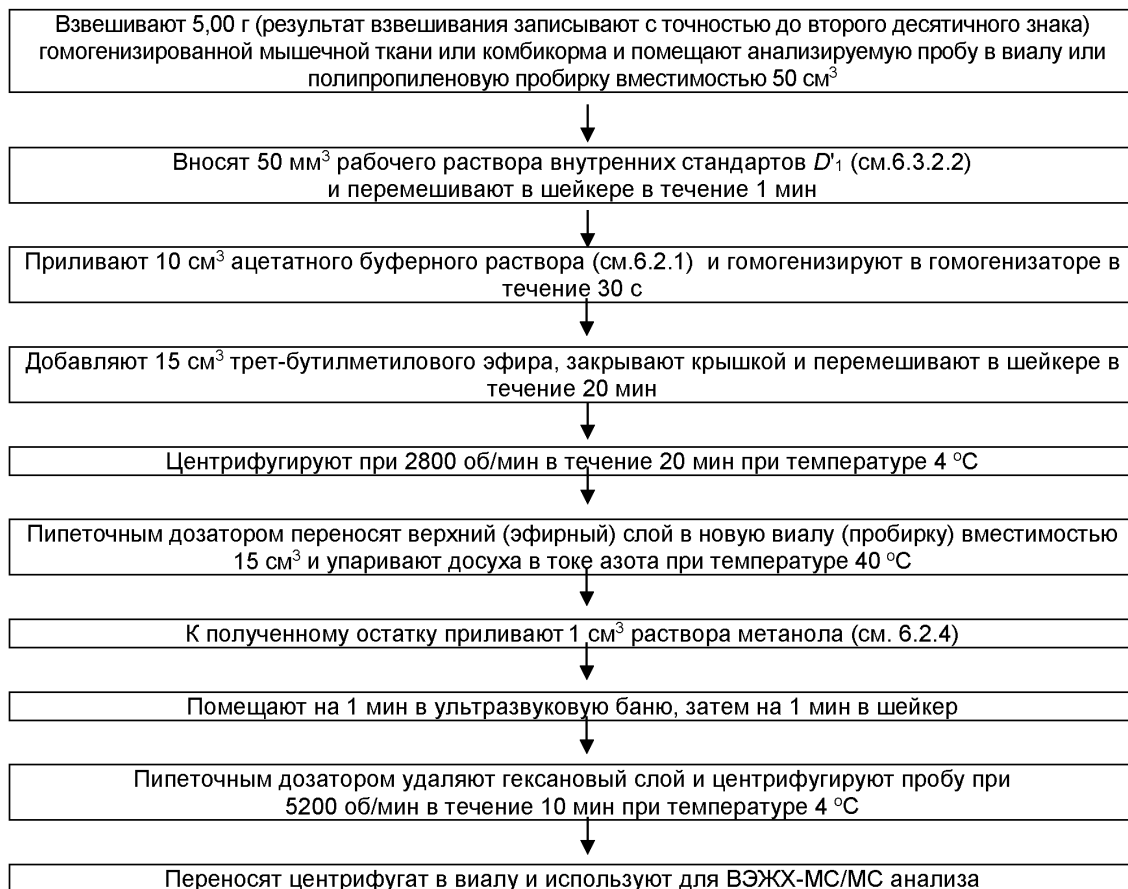 Взвешивают 5,00 г (результат взвешивания записывают с точностью до второго десятичного знака)
гомогенизированной мышечной ткани или комбикорма и помещают анализируемую пробу в виалу или
полипропиленовую пробирку вместимостью 50 см³
Вносят 50 мм³ рабочего раствора внутренних стандартов D'₁ (см.6.3.2.2)
и перемешивают в шейкере в течение 1 мин
Приливают 10 см³ ацетатного буферного раствора (см.6.2.1) и гомогенизируют в гомогенизаторе в
течение 30 с
Добавляют 15 см³ трет-бутилметилового эфира, закрывают крышкой и перемешивают в шейкере в
течение 20 мин
Центрифугируют при 2800 об/мин в течение 20 мин при температуре 4 °С
Пипеточным дозатором переносят верхний (эфирный) слой в новую виалу (пробирку) вместимостью
15 см³ и упаривают досуха в токе азота при температуре 40 °С
К полученному остатку приливают 1 см³ раствора метанола (см. 6.2.4)
Помещают на 1 мин в ультразвуковую баню, затем на 1 мин в шейкер
Пипеточным дозатором удаляют гексановый слой и центрифугируют пробу при
5200 об/мин в течение 10 мин при температуре 4 °С
Переносят центрифугат в виалу и используют для ВЭЖХ-МС/МС анализа